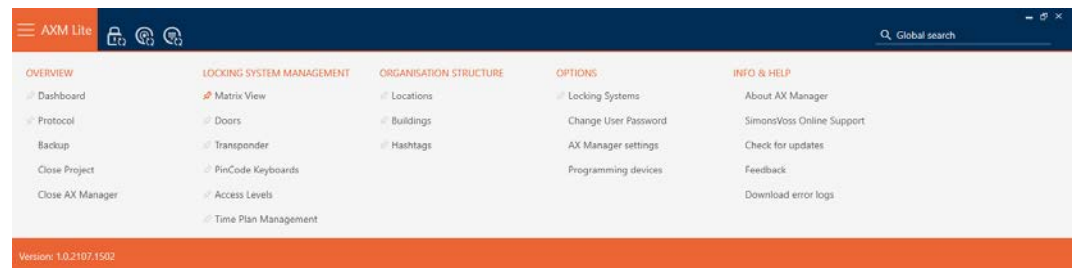 AXM Lite
Global search
OVERVIEW
Dashboard
Protocol
Backup
Close Project
Close AX Manager
LOCKING SYSTEM MANAGEMENT
Matrix View
Doors
Transponder
PinCode Keyboards
Access Levels
Time Plan Management
ORGANISATION STRUCTURE
Locations
Buildings
Hashtags
OPTIONS
Locking Systems
Change User Password
AX Manager settings
Programming devices
INFO & HELP
About AX Manager
SimonsVoss Online Support
Check for updates
Feedback
Download error logs
Version: 1.0.2107.1502